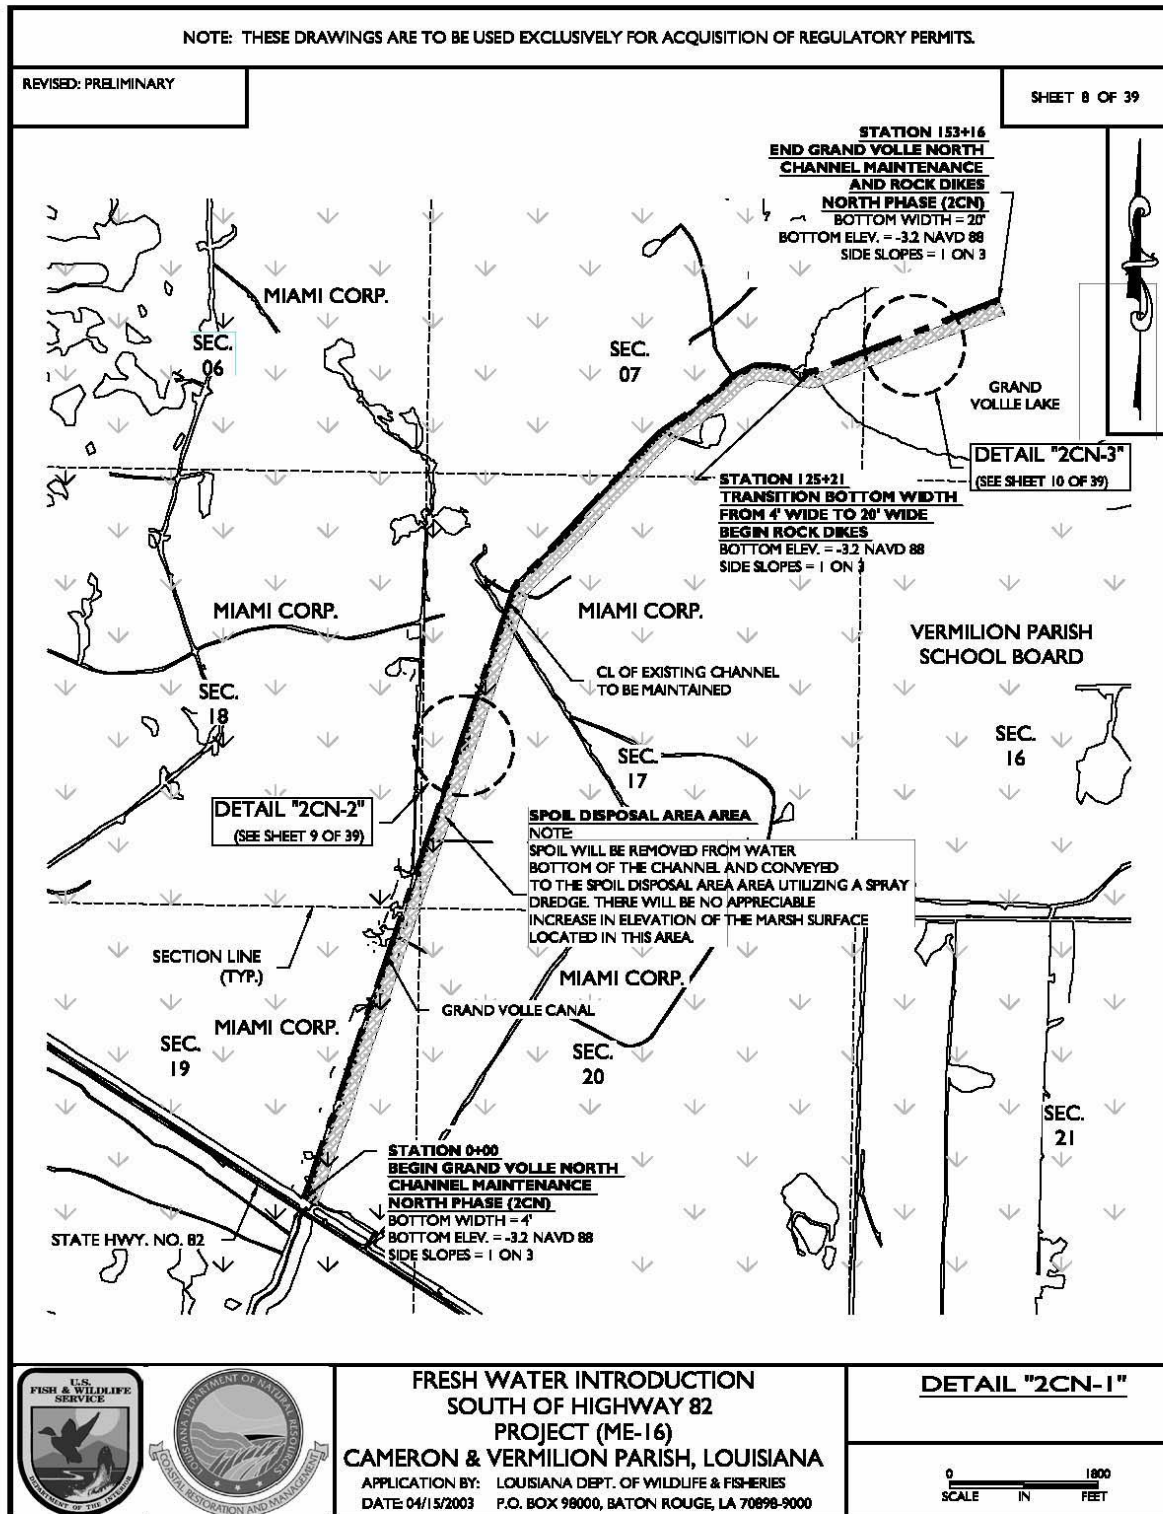 NOTE: THESE DRAWINGS ARE TO BE USED EXCLUSIVELY FOR ACQUISITION OF REGULATORY PERMITS.
REVISED: PRELIMINARY
SHEET 8 OF 39
STATION 153+16
END GRAND VOLLE NORTH
CHANNEL MAINTENANCE
AND ROCK DIKES
NORTH PHASE (2CN)
BOTTOM WIDTH = 20'
BOTTOM ELEV. = -3.2 NAVD 88
SIDE SLOPES = 1 ON 3
MIAMI CORP.
SEC.
06
SEC.
07
GRAND
VOLLLE LAKE
DETAIL "2CN-3"
(SEE SHEET 10 OF 39)
STATION 125+21
TRANSITION BOTTOM WIDTH
FROM 4' WIDE TO 20' WIDE
BEGIN ROCK DIKES
BOTTOM ELEV. = -3.2 NAVD 88
SIDE SLOPES = 1 ON 3
MIAMI CORP.
MIAMI CORP.
VERMILION PARISH
SCHOOL BOARD
CL OF EXISTING CHANNEL
TO BE MAINTAINED
SEC.
18
SEC.
16
SEC.
17
DETAIL "2CN-2"
(SEE SHEET 9 OF 39)
SPOIL DISPOSAL AREA AREA
NOTE:
SPOIL WILL BE REMOVED FROM WATER
BOTTOM OF THE CHANNEL AND CONVEYED
TO THE SPOIL DISPOSAL AREA AREA UTILIZING A SPRAY
DREDGE. THERE WILL BE NO APPRECIABLE
INCREASE IN ELEVATION OF THE MARSH SURFACE
LOCATED IN THIS AREA.
SECTION LINE
(TYP.)
MIAMI CORP.
GRAND VOLLE CANAL
MIAMI CORP.
SEC.
19
SEC.
20
SEC.
21
STATION 0+00
BEGIN GRAND VOLLE NORTH
CHANNEL MAINTENANCE
NORTH PHASE (2CN)
BOTTOM WIDTH = 4'
BOTTOM ELEV. = -3.2 NAVD 88
SIDE SLOPES = 1 ON 3
STATE HWY. NO. 82
U.S.
FISH & WILDLIFE
SERVICE
DEPARTMENT OF THE INTERIOR
LOUISIANA DEPARTMENT OF NATURAL RESOURCES
COASTAL RESTORATION AND MANAGEMENT
FRESH WATER INTRODUCTION
SOUTH OF HIGHWAY 82
PROJECT (ME-16)
CAMERON & VERMILION PARISH, LOUISIANA
APPLICATION BY: LOUISIANA DEPT. OF WILDLIFE & FISHERIES
DATE: 04/15/2003 P.O. BOX 98000, BATON ROUGE, LA 70898-9000
DETAIL "2CN-1"
0 1800
SCALE IN FEET